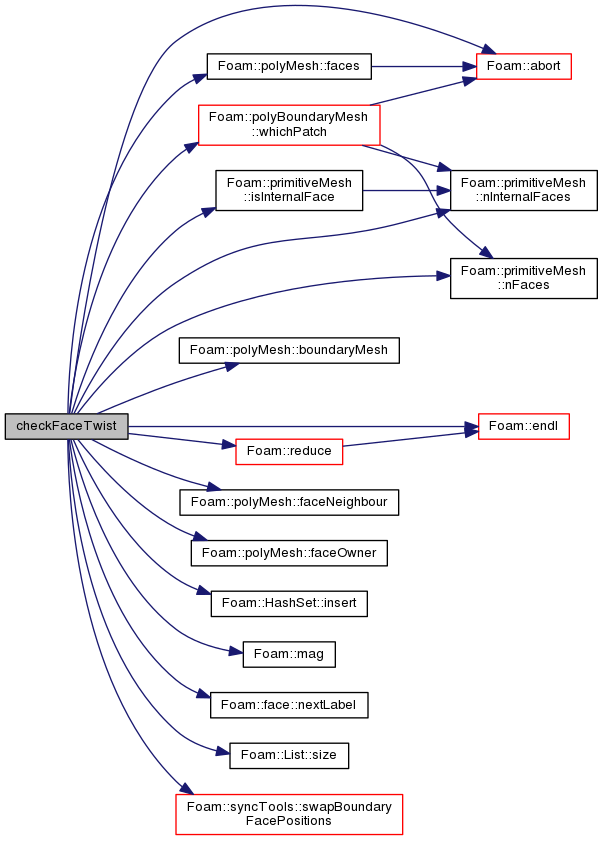 Foam::polyMesh::faces
Foam::abort
Foam::polyBoundaryMesh
::whichPatch
Foam::primitiveMesh
::isInternalFace
Foam::primitiveMesh
::nInternalFaces
Foam::primitiveMesh
::nFaces
Foam::polyMesh::boundaryMesh
checkFaceTwist
Foam::endl
Foam::reduce
Foam::polyMesh::faceNeighbour
Foam::polyMesh::faceOwner
Foam::HashSet::insert
Foam::mag
Foam::face::nextLabel
Foam::List::size
Foam::syncTools::swapBoundary
FacePositions